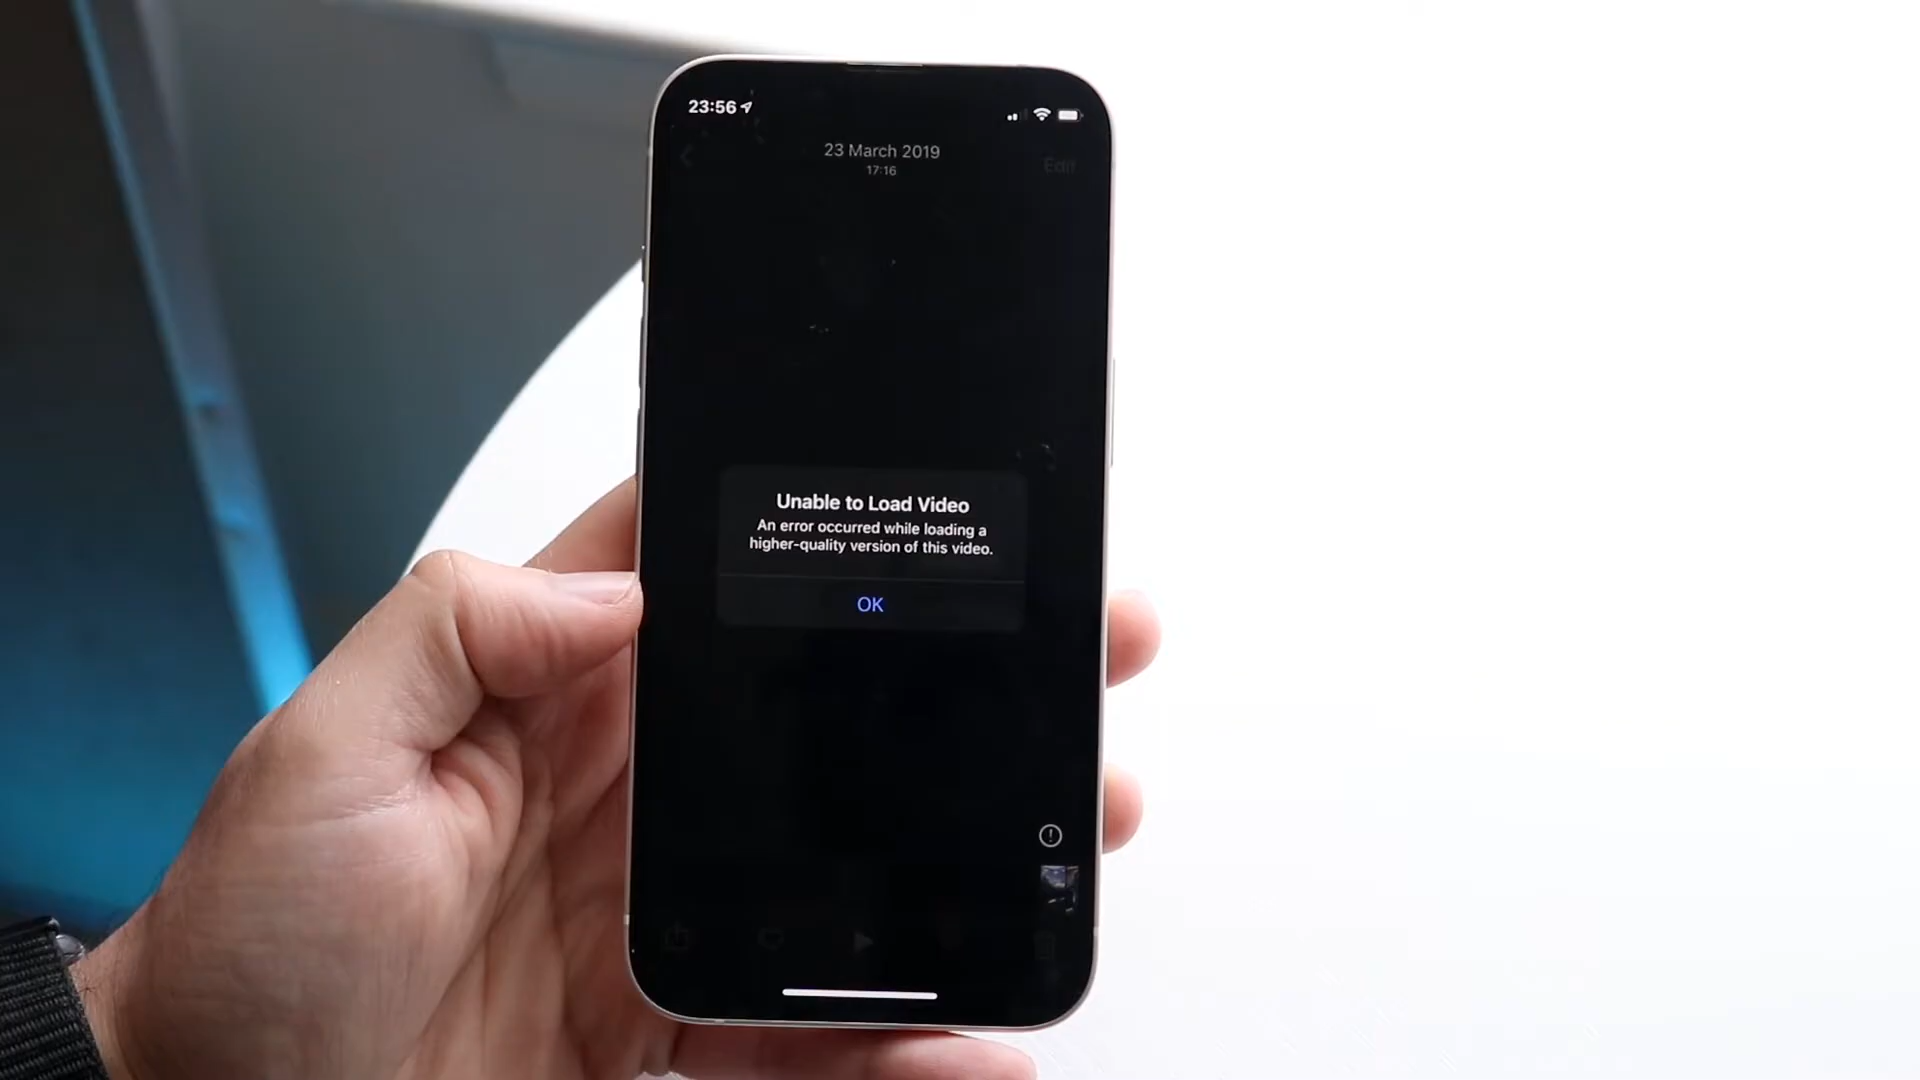 23:56
23 March 2019
17:16
Edit
Unable to Load Video
An error occurred while loading a
higher-quality version of this video.
OK